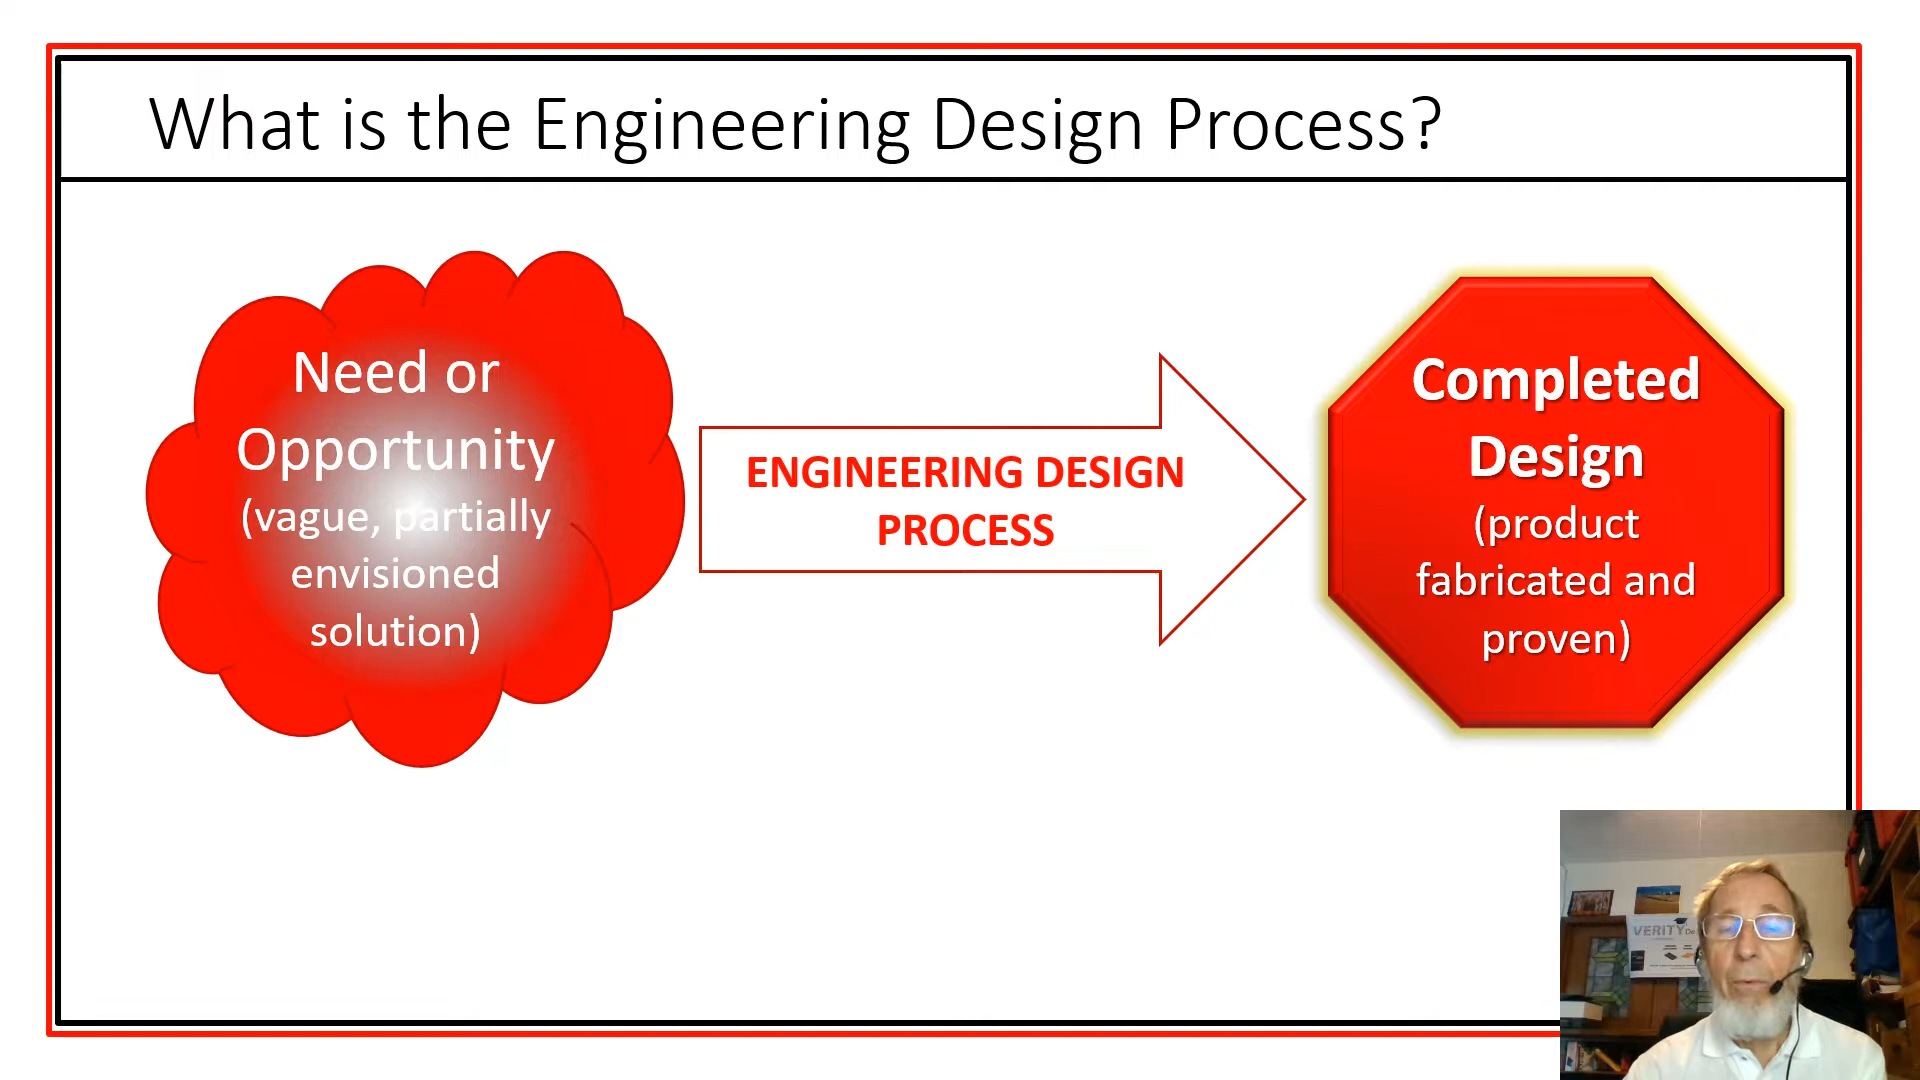 What is the Engineering Design Process?
Need or
Opportunity
(vague, partially
envisioned
solution)
ENGINEERING DESIGN
PROCESS
Completed
Design
(product
fabricated and
proven)
VERITY